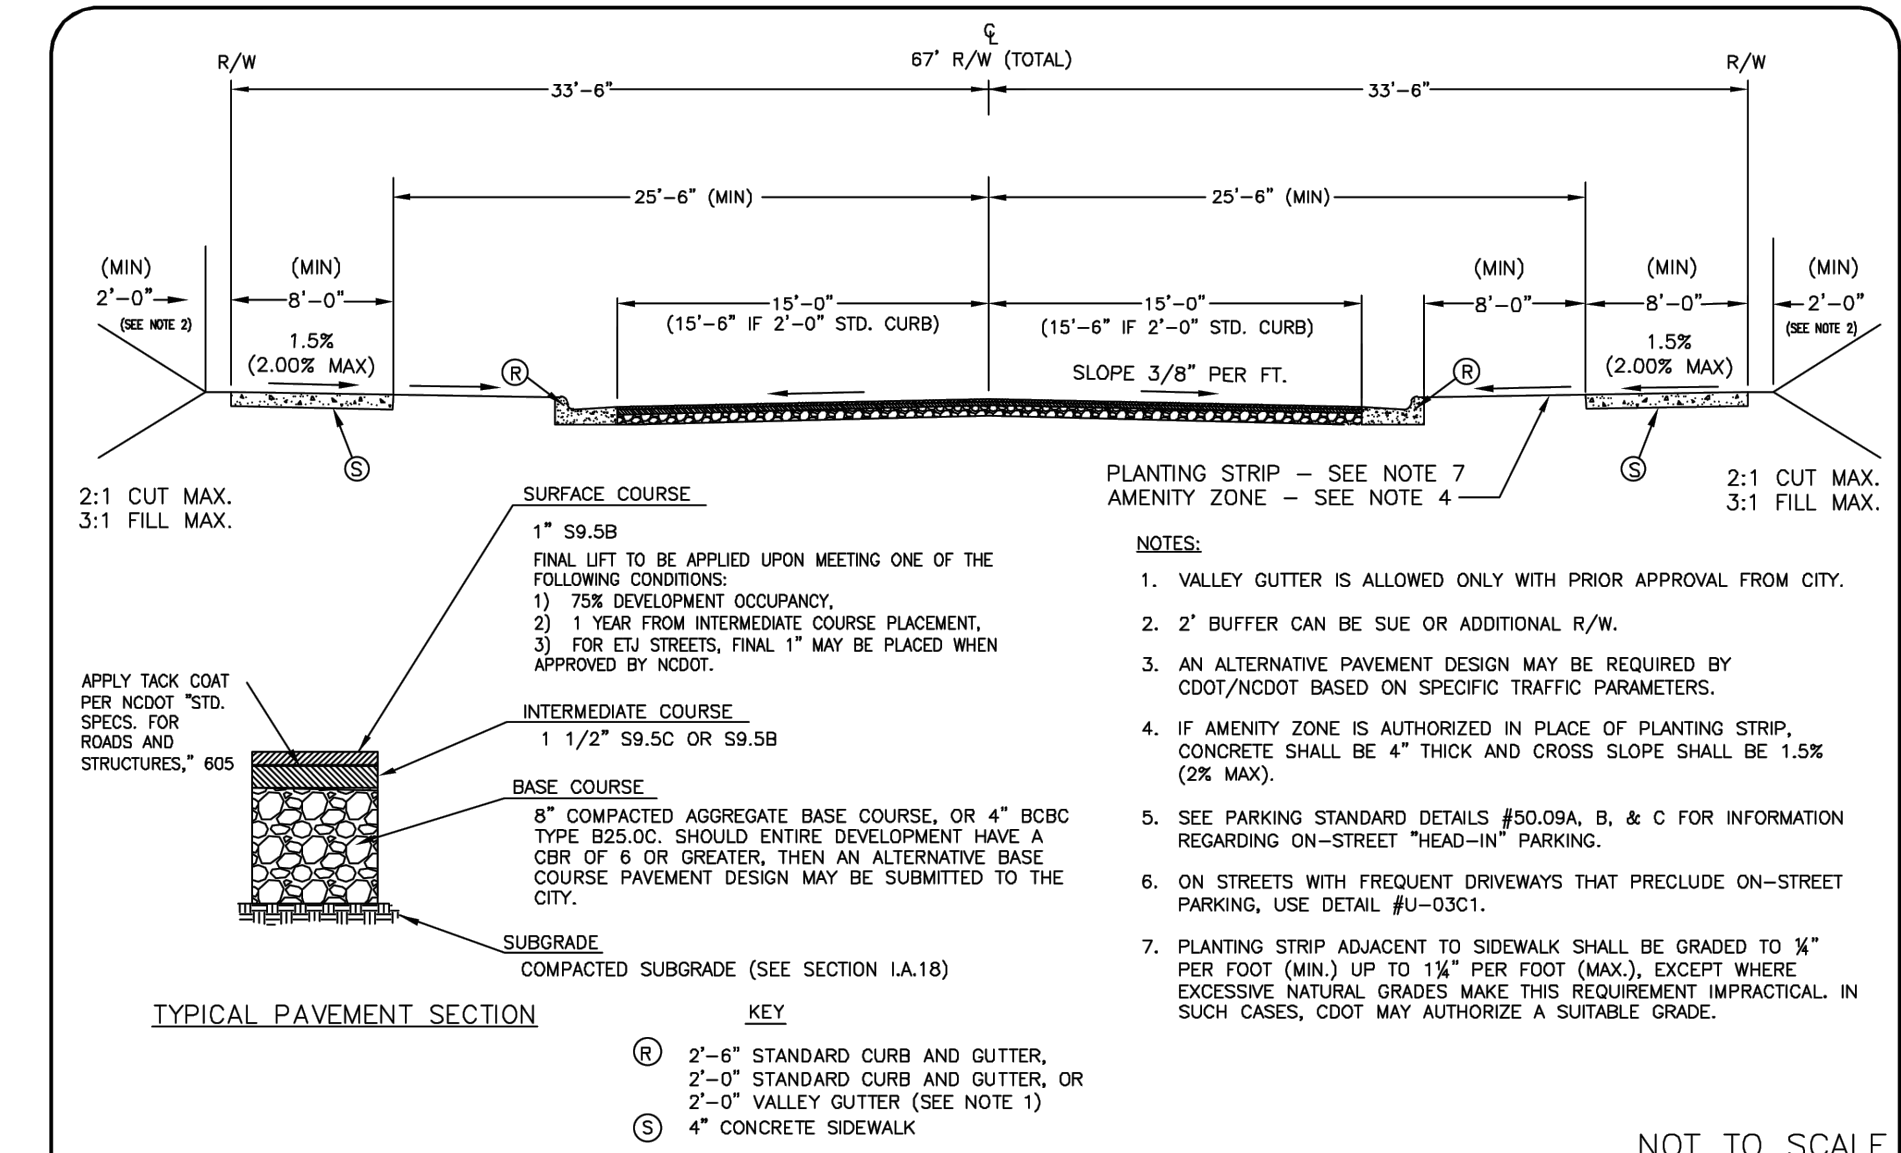 ℄
67' R/W (TOTAL)
R/W
R/W
33'-6"
33'-6"
25'-6" (MIN)
25'-6" (MIN)
(MIN)
2'-0"
(SEE NOTE 2)
(MIN)
8'-0"
1.5%
(2.00% MAX)
15'-0"
(15'-6" IF 2'-0" STD. CURB)
15'-0"
(15'-6" IF 2'-0" STD. CURB)
(MIN)
8'-0"
(MIN)
8'-0"
1.5%
(2.00% MAX)
(MIN)
2'-0"
(SEE NOTE 2)
R
SLOPE 3/8" PER FT.
R
S
S
2:1 CUT MAX.
3:1 FILL MAX.
PLANTING STRIP – SEE NOTE 7
AMENITY ZONE – SEE NOTE 4
2:1 CUT MAX.
3:1 FILL MAX.
SURFACE COURSE
1" S9.5B
FINAL LIFT TO BE APPLIED UPON MEETING ONE OF THE
FOLLOWING CONDITIONS:
1) 75% DEVELOPMENT OCCUPANCY,
2) 1 YEAR FROM INTERMEDIATE COURSE PLACEMENT,
3) FOR ETJ STREETS, FINAL 1" MAY BE PLACED WHEN
APPROVED BY NCDOT.
APPLY TACK COAT
PER NCDOT "STD.
SPECS. FOR
ROADS AND
STRUCTURES," 605
INTERMEDIATE COURSE
1 1/2" S9.5C OR S9.5B
BASE COURSE
8" COMPACTED AGGREGATE BASE COURSE, OR 4" BCBC
TYPE B25.0C. SHOULD ENTIRE DEVELOPMENT HAVE A
CBR OF 6 OR GREATER, THEN AN ALTERNATIVE BASE
COURSE PAVEMENT DESIGN MAY BE SUBMITTED TO THE
CITY.
SUBGRADE
COMPACTED SUBGRADE (SEE SECTION I.A.18)
TYPICAL PAVEMENT SECTION
NOTES:
1. VALLEY GUTTER IS ALLOWED ONLY WITH PRIOR APPROVAL FROM CITY.
2. 2' BUFFER CAN BE SUE OR ADDITIONAL R/W.
3. AN ALTERNATIVE PAVEMENT DESIGN MAY BE REQUIRED BY
CDOT/NCDOT BASED ON SPECIFIC TRAFFIC PARAMETERS.
4. IF AMENITY ZONE IS AUTHORIZED IN PLACE OF PLANTING STRIP,
CONCRETE SHALL BE 4" THICK AND CROSS SLOPE SHALL BE 1.5%
(2% MAX).
5. SEE PARKING STANDARD DETAILS #50.09A, B, & C FOR INFORMATION
REGARDING ON-STREET "HEAD-IN" PARKING.
6. ON STREETS WITH FREQUENT DRIVEWAYS THAT PRECLUDE ON-STREET
PARKING, USE DETAIL #U-03C1.
7. PLANTING STRIP ADJACENT TO SIDEWALK SHALL BE GRADED TO ¼"
PER FOOT (MIN.) UP TO 1¼" PER FOOT (MAX.), EXCEPT WHERE
EXCESSIVE NATURAL GRADES MAKE THIS REQUIREMENT IMPRACTICAL. IN
SUCH CASES, CDOT MAY AUTHORIZE A SUITABLE GRADE.
KEY
R 2'-6" STANDARD CURB AND GUTTER,
2'-0" STANDARD CURB AND GUTTER, OR
2'-0" VALLEY GUTTER (SEE NOTE 1)
S 4" CONCRETE SIDEWALK
NOT TO SCALE